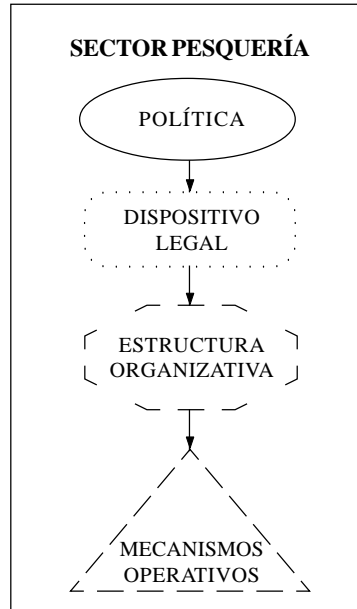 SECTOR PESQUERÍA
POLÍTICA
DISPOSITIVO
LEGAL
ESTRUCTURA
ORGANIZATIVA
MECANISMOS
OPERATIVOS